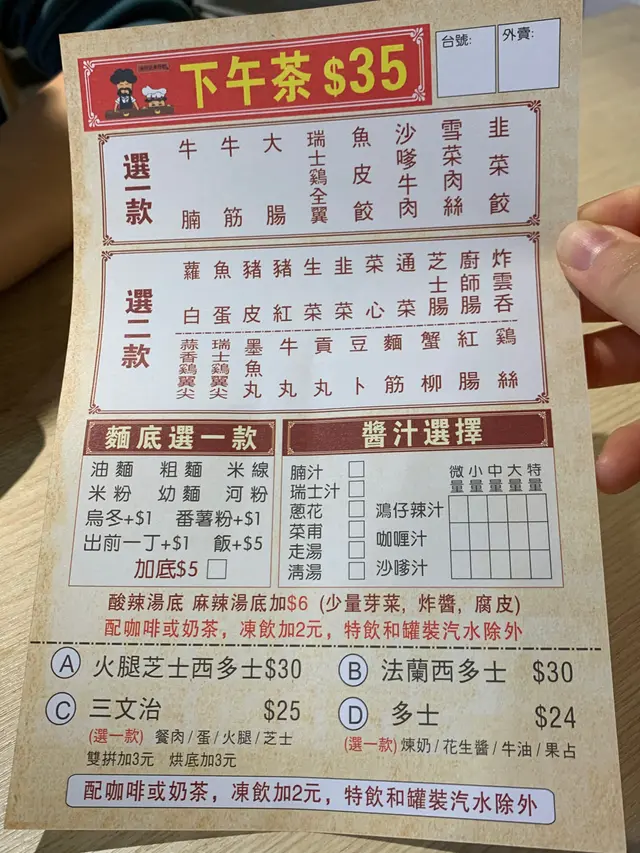 下午茶 $35
台號:
外賣:
選一款
牛腩 牛筋 大腸 瑞士鷄全翼 魚皮餃 沙嗲牛肉 雪菜肉絲 韭菜餃
選二款
蘿白 魚蛋 豬皮 豬紅 生菜 韭菜 菜心 通菜 芝士腸 廚師腸 炸雲吞
蒜香鷄翼尖 瑞士鷄翼尖 墨魚丸 牛丸 貢丸 豆卜 麵筋 蟹柳 紅腸 鷄絲
麵底選一款
油麵 粗麵 米線
米粉 幼麵 河粉
烏冬+$1 番薯粉+$1
出前一丁+$1 飯+$5
加底$5
醬汁選擇
腩汁
瑞士汁
蔥花
菜甫
走湯
清湯
微量 小量 中量 大量 特量
鴻仔辣汁
咖喱汁
沙嗲汁
酸辣湯底 麻辣湯底加$6 (少量芽菜, 炸醬, 腐皮)
配咖啡或奶茶, 凍飲加2元, 特飲和罐裝汽水除外
A 火腿芝士西多士$30
B 法蘭西多士 $30
C 三文治 $25
(選一款) 餐肉/蛋/火腿/芝士
雙拼加3元 烘底加3元
D 多士 $24
(選一款) 煉奶/花生醬/牛油/果占
配咖啡或奶茶, 凍飲加2元, 特飲和罐裝汽水除外